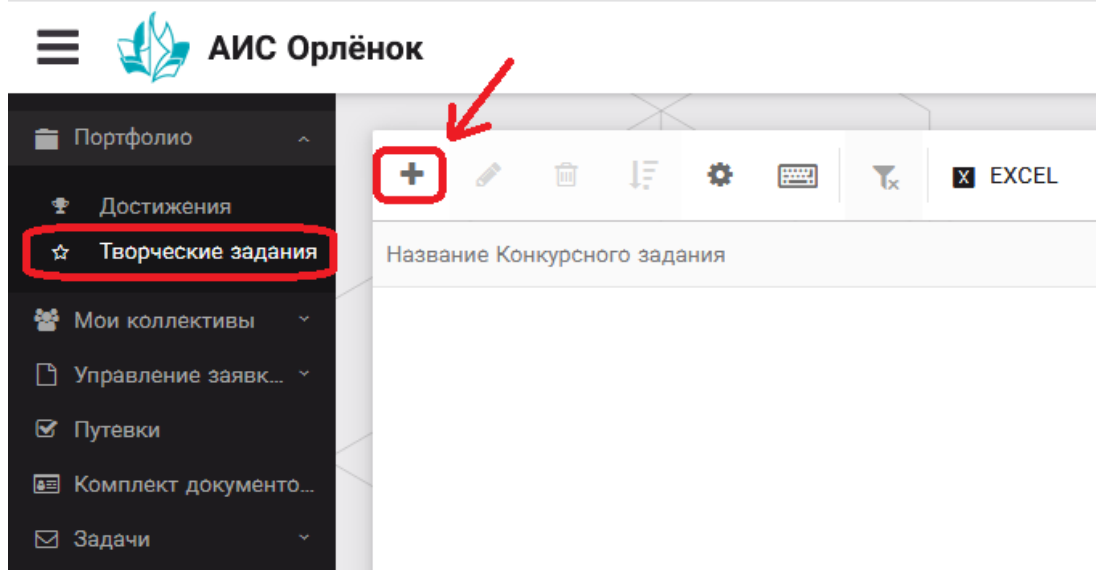 АИС Орлёнок
Портфолио
Достижения
Творческие задания
Мои коллективы
Управление заявк...
Путевки
Комплект документо...
Задачи
X EXCEL
Название Конкурсного задания